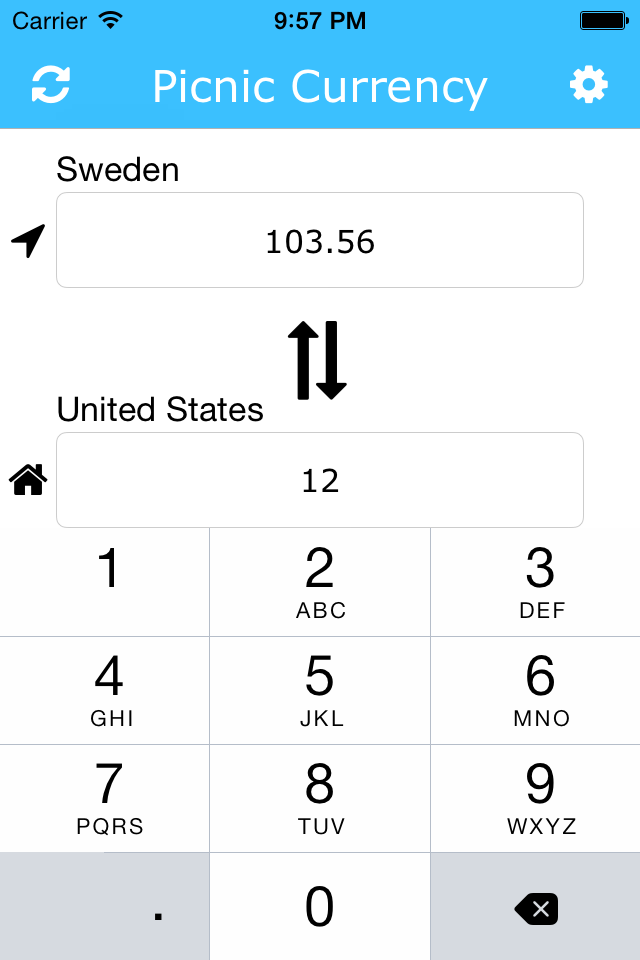 Carrier 9:57 PM
Picnic Currency
Sweden
103.56
United States
12
1 2 3
ABC DEF
4 5 6
GHI JKL MNO
7 8 9
PQRS TUV WXYZ
. 0